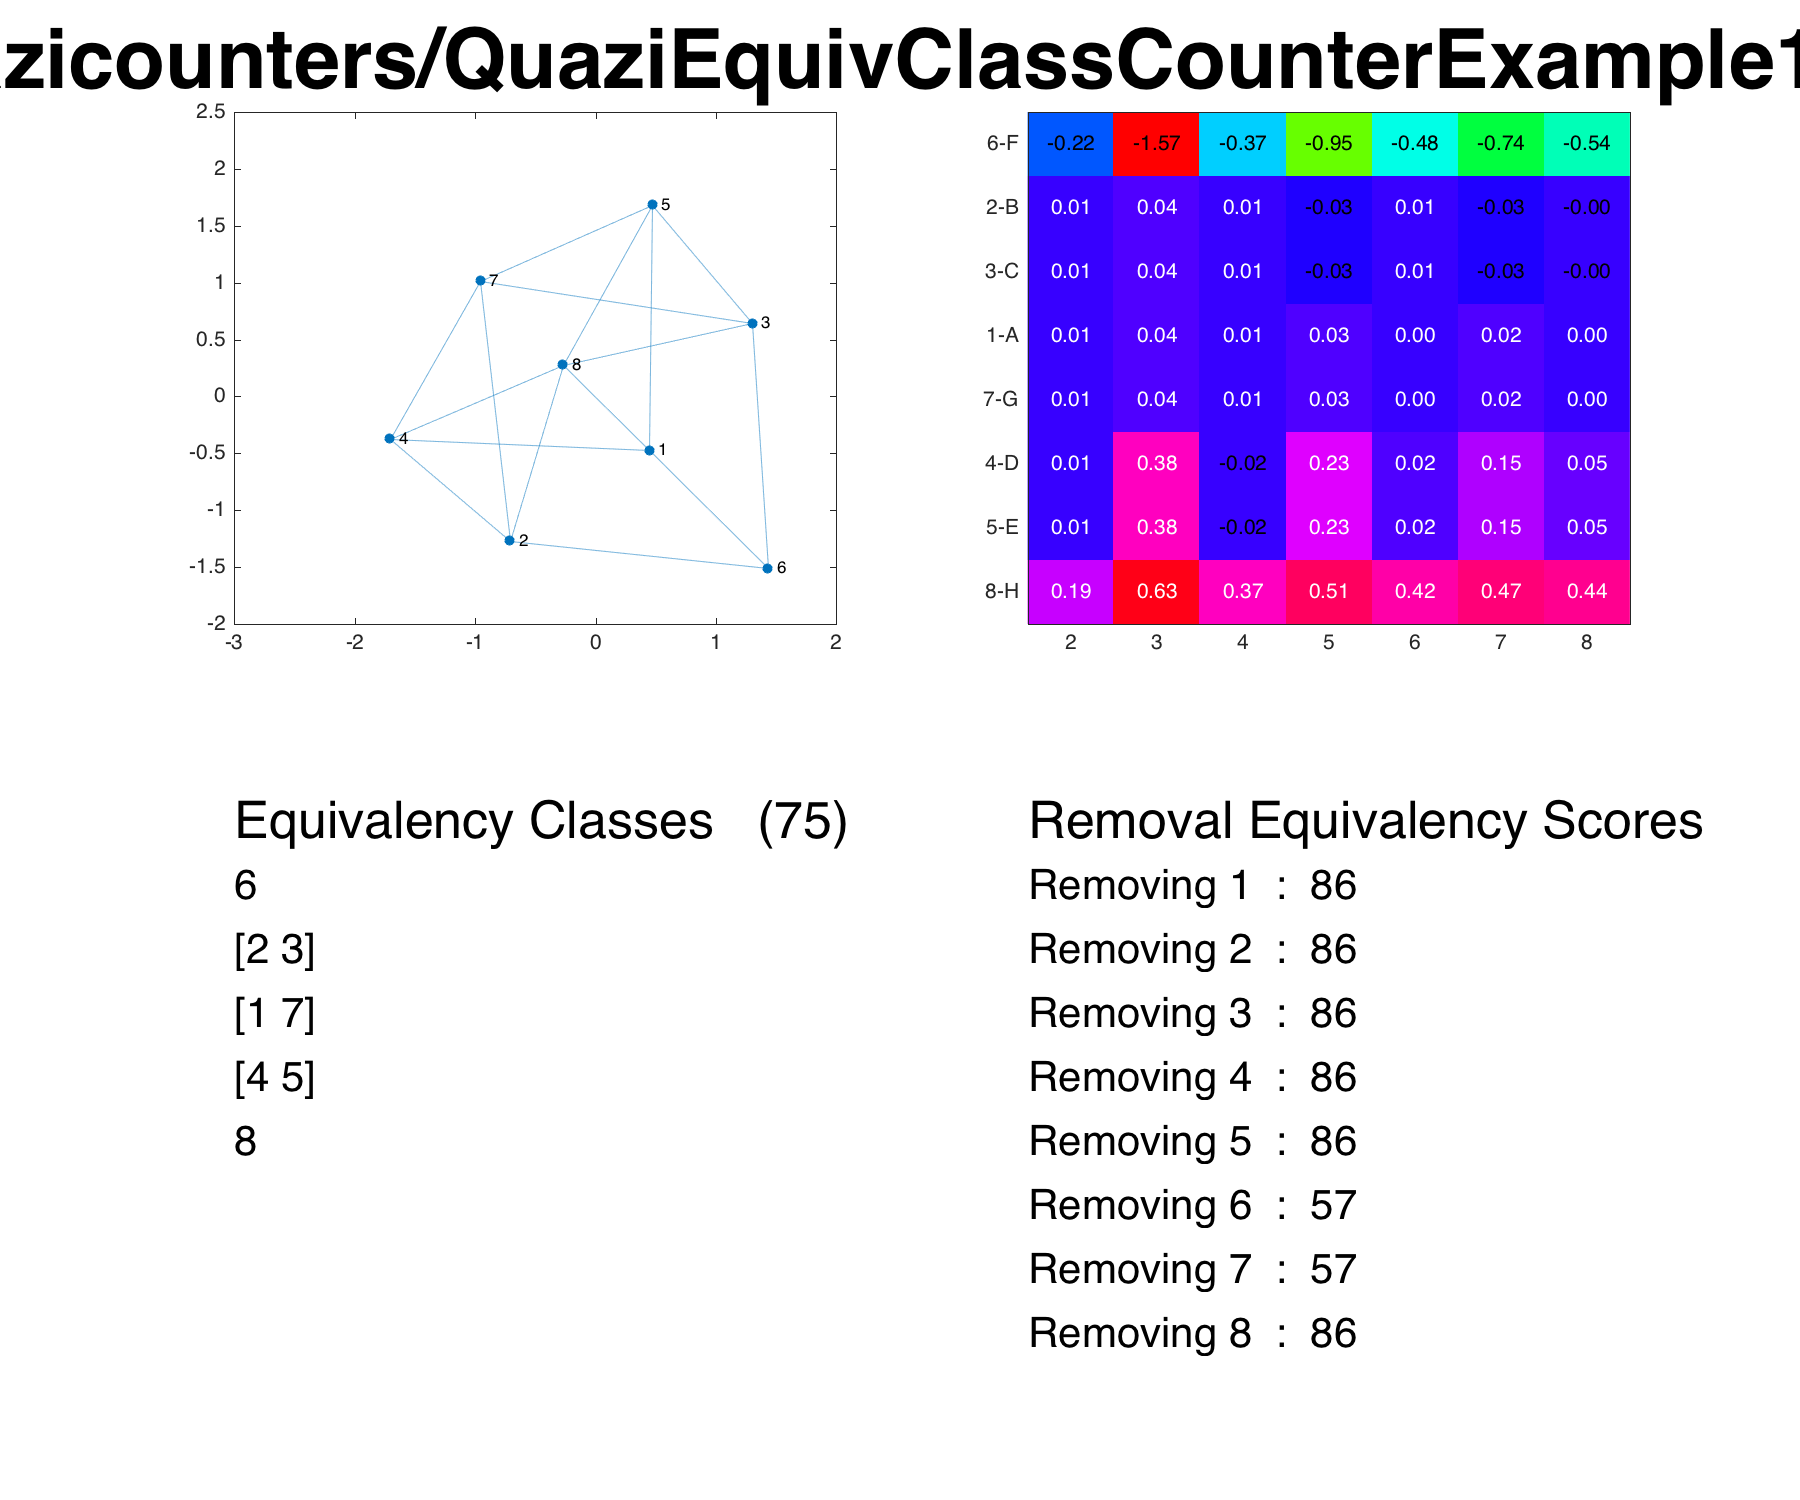 zicounters/QuaziEquivClassCounterExample1
2.5
2
1.5
1
0.5
0
-0.5
-1
-1.5
-2
-3 -2 -1 0 1 2
5
7
3
8
4
1
2
6
6-F -0.22 -1.57 -0.37 -0.95 -0.48 -0.74 -0.54
2-B 0.01 0.04 0.01 -0.03 0.01 -0.03 -0.00
3-C 0.01 0.04 0.01 -0.03 0.01 -0.03 -0.00
1-A 0.01 0.04 0.01 0.03 0.00 0.02 0.00
7-G 0.01 0.04 0.01 0.03 0.00 0.02 0.00
4-D 0.01 0.38 -0.02 0.23 0.02 0.15 0.05
5-E 0.01 0.38 -0.02 0.23 0.02 0.15 0.05
8-H 0.19 0.63 0.37 0.51 0.42 0.47 0.44
2 3 4 5 6 7 8
Equivalency Classes (75)
6
[2 3]
[1 7]
[4 5]
8
Removal Equivalency Scores
Removing 1 : 86
Removing 2 : 86
Removing 3 : 86
Removing 4 : 86
Removing 5 : 86
Removing 6 : 57
Removing 7 : 57
Removing 8 : 86